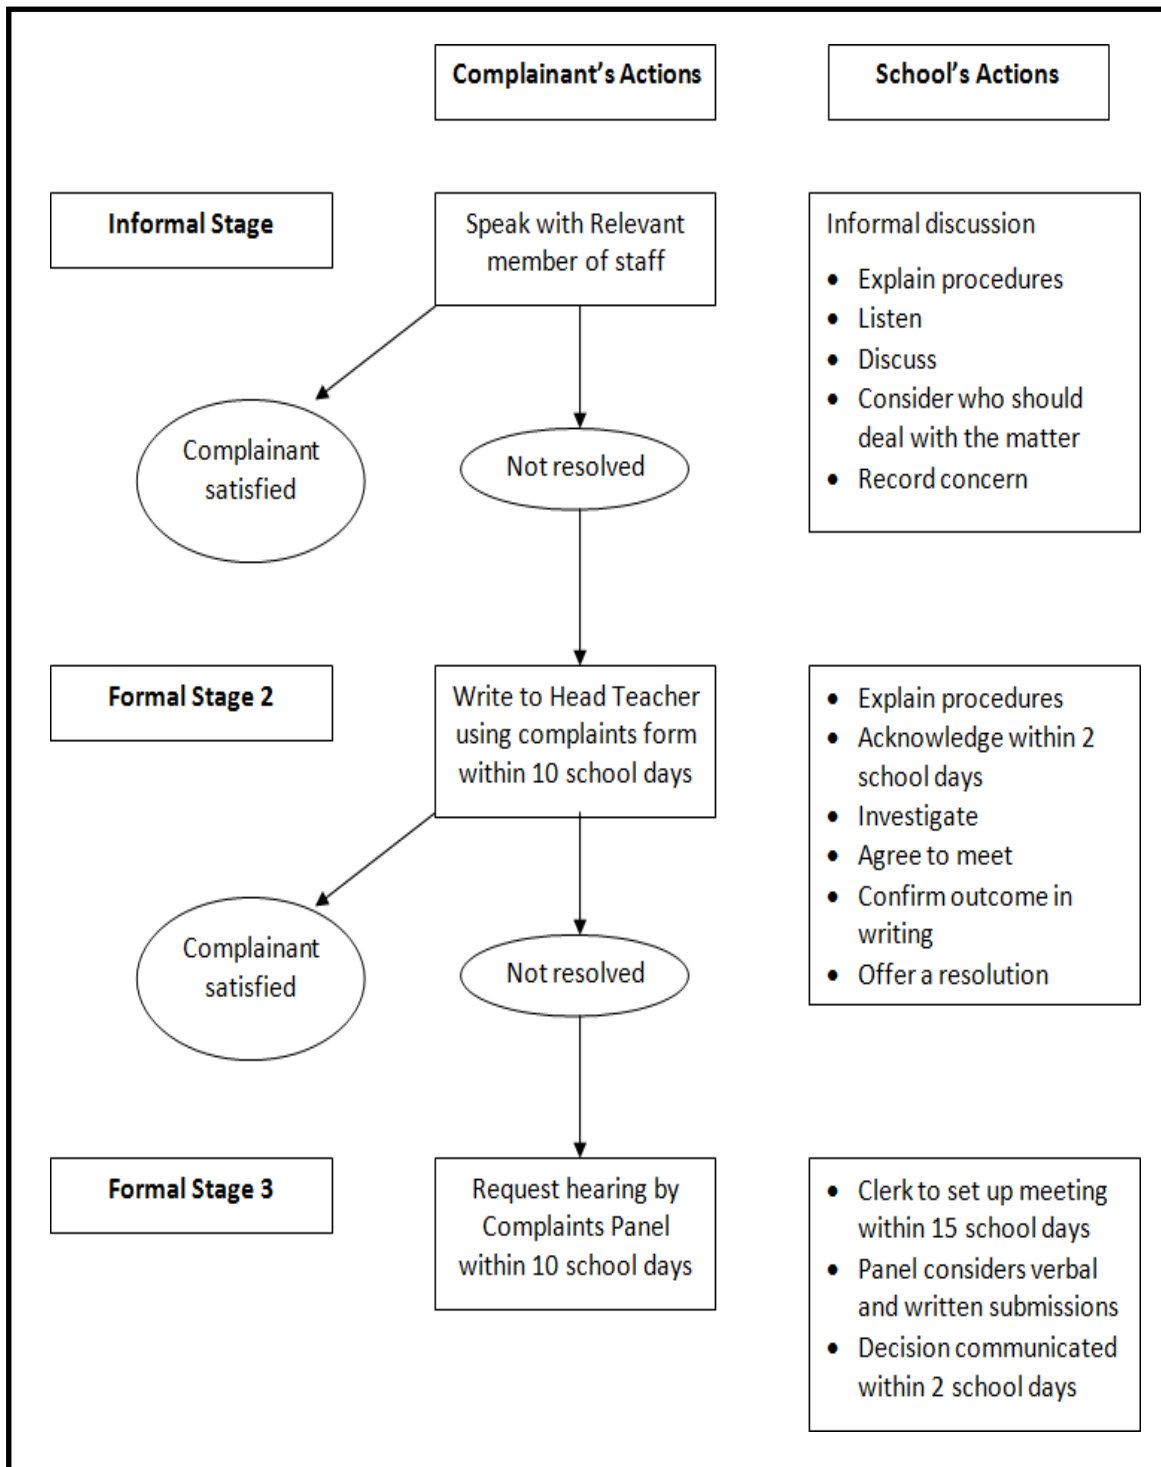 Complainant's Actions
School's Actions
Informal Stage
Speak with Relevant
member of staff
Informal discussion
• Explain procedures
• Listen
• Discuss
• Consider who should
deal with the matter
• Record concern
Complainant
satisfied
Not resolved
Formal Stage 2
Write to Head Teacher
using complaints form
within 10 school days
• Explain procedures
• Acknowledge within 2
school days
• Investigate
• Agree to meet
• Confirm outcome in
writing
• Offer a resolution
Complainant
satisfied
Not resolved
Formal Stage 3
Request hearing by
Complaints Panel
within 10 school days
• Clerk to set up meeting
within 15 school days
• Panel considers verbal
and written submissions
• Decision communicated
within 2 school days